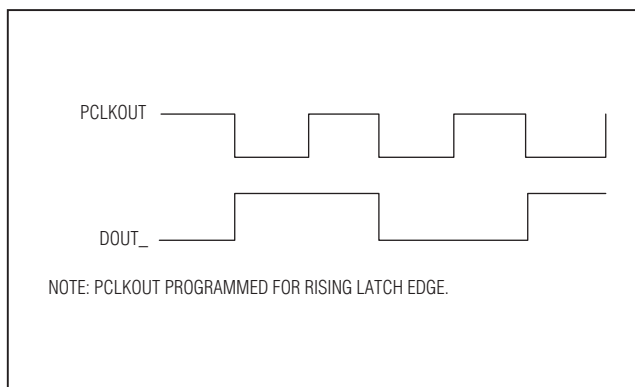 PCLKOUT
DOUT_
NOTE: PCLKOUT PROGRAMMED FOR RISING LATCH EDGE.